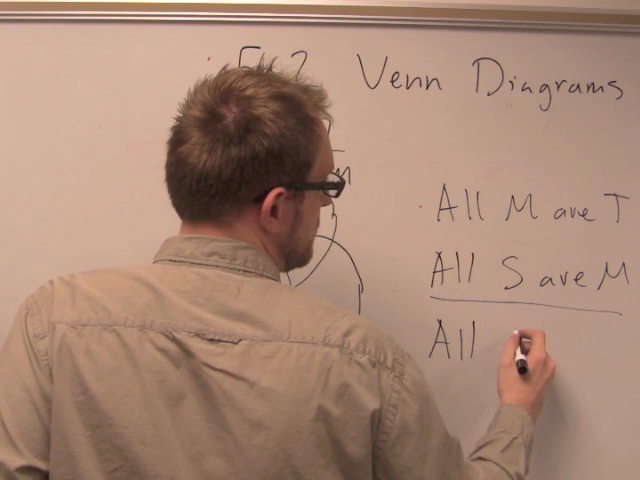 Venn Diagrams
m
All M are T
All S are M
All